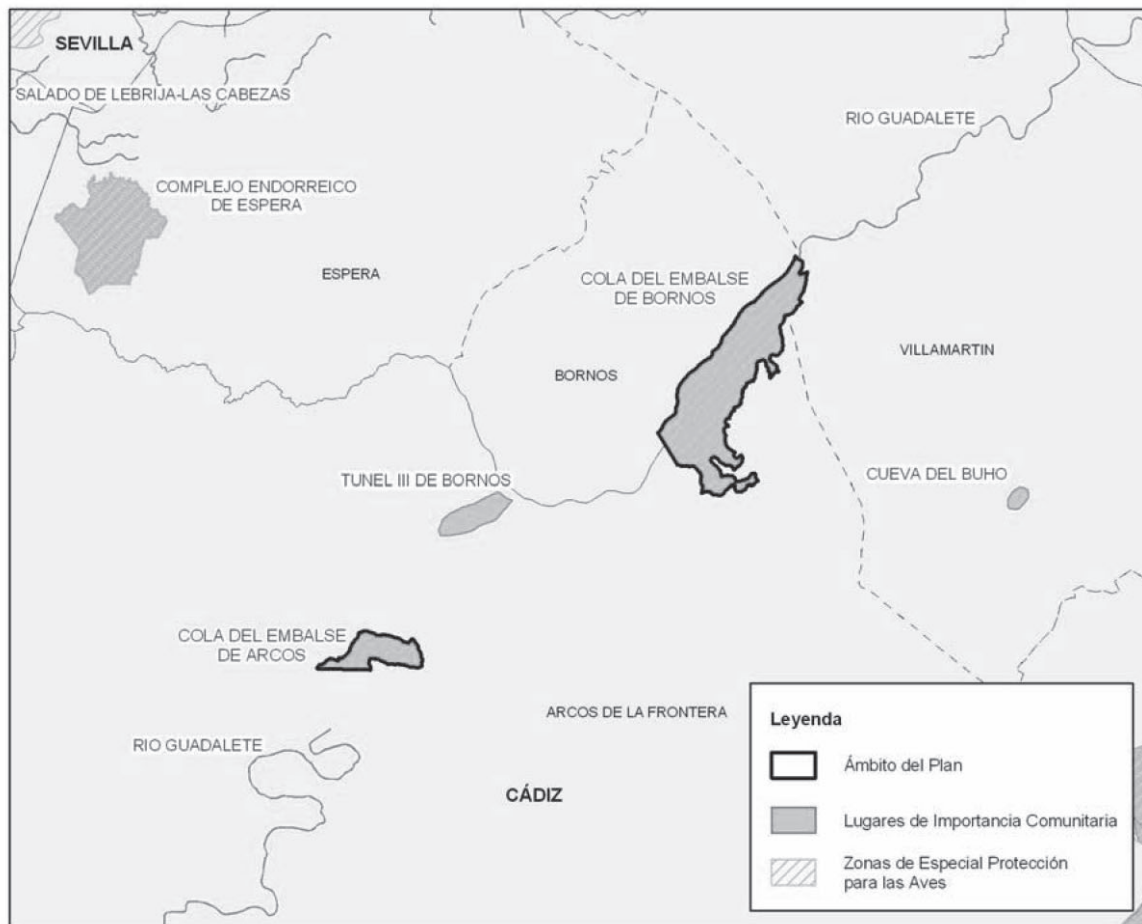 SEVILLA
SALADO DE LEBRIJA-LAS CABEZAS
RIO GUADALETE
COMPLEJO ENDORREICO
DE ESPERA
ESPERA
COLA DEL EMBALSE
DE BORNOS
VILLAMARTIN
BORNOS
TUNEL III DE BORNOS
CUEVA DEL BUHO
COLA DEL EMBALSE
DE ARCOS
ARCOS DE LA FRONTERA
RIO GUADALETE
CÁDIZ
Leyenda
Ámbito del Plan
Lugares de Importancia Comunitaria
Zonas de Especial Protección
para las Aves